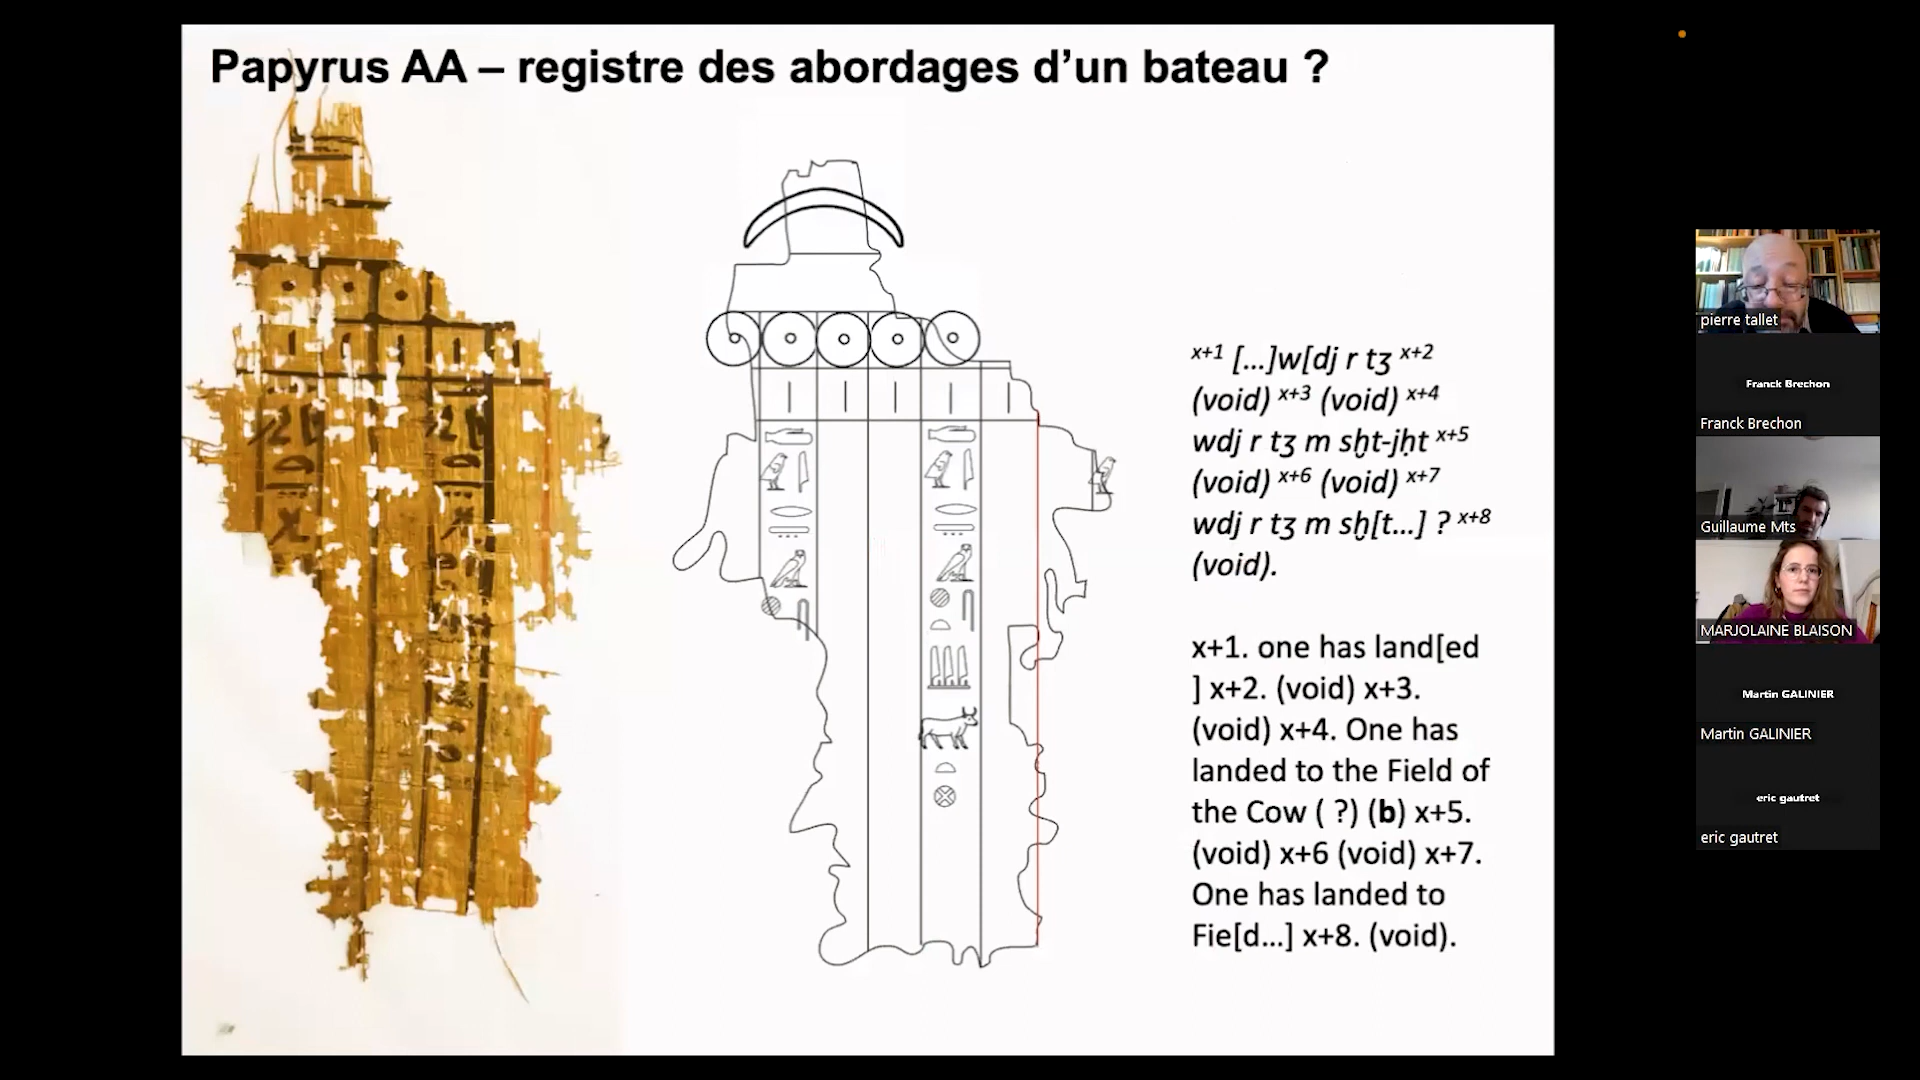 Papyrus AA – registre des abordages d’un bateau ?
x+1 [...]w[dj r tꜣ x+2
(void) x+3 (void) x+4
wdj r tꜣ m sḫt-jḥt x+5
(void) x+6 (void) x+7
wdj r tꜣ m sḫ[t...] ? x+8
(void).
x+1. one has land[ed
] x+2. (void) x+3.
(void) x+4. One has
landed to the Field of
the Cow ( ?) (b) x+5.
(void) x+6 (void) x+7.
One has landed to
Fie[d...] x+8. (void).
pierre tallet
Franck Brechon
Franck Brechon
Guillaume Mts
MARJOLAINE BLAISON
Martin GALINIER
Martin GALINIER
eric gautret
eric gautret